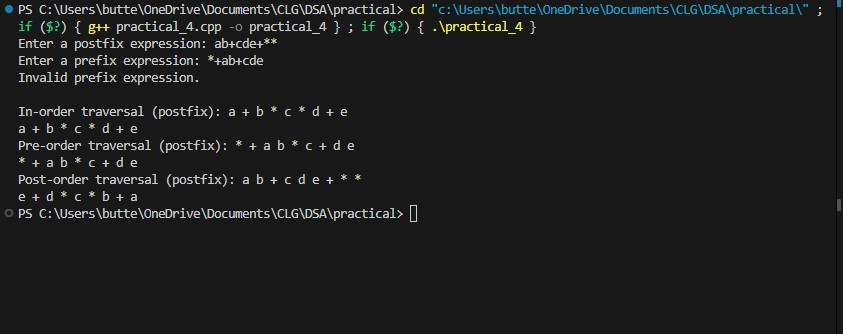 PS C:\Users\butte\OneDrive\Documents\CLG\DSA\practical> cd "c:\Users\butte\OneDrive\Documents\CLG\DSA\practical\" ;
if ($?) { g++ practical_4.cpp -o practical_4 } ; if ($?) { .\practical_4 }
Enter a postfix expression: ab+cde+**
Enter a prefix expression: *+ab+cde
Invalid prefix expression.

In-order traversal (postfix): a + b * c * d + e
a + b * c * d + e
Pre-order traversal (postfix): * + a b * c + d e
* + a b * c + d e
Post-order traversal (postfix): a b + c d e + * *
e + d * c * b + a
PS C:\Users\butte\OneDrive\Documents\CLG\DSA\practical>